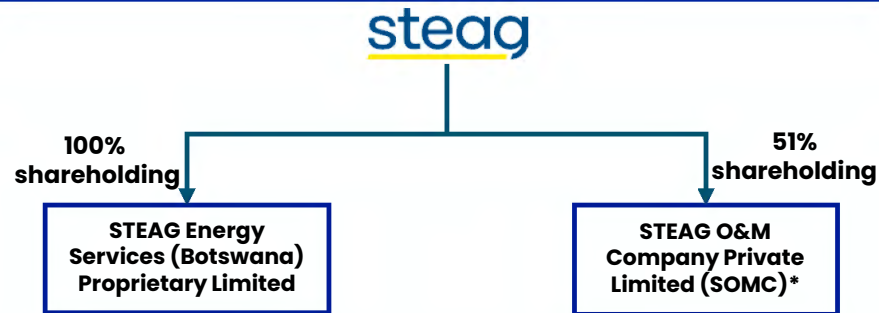 steag
100%
shareholding
51%
shareholding
STEAG Energy
Services (Botswana)
Proprietary Limited
STEAG O&M
Company Private
Limited (SOMC)*